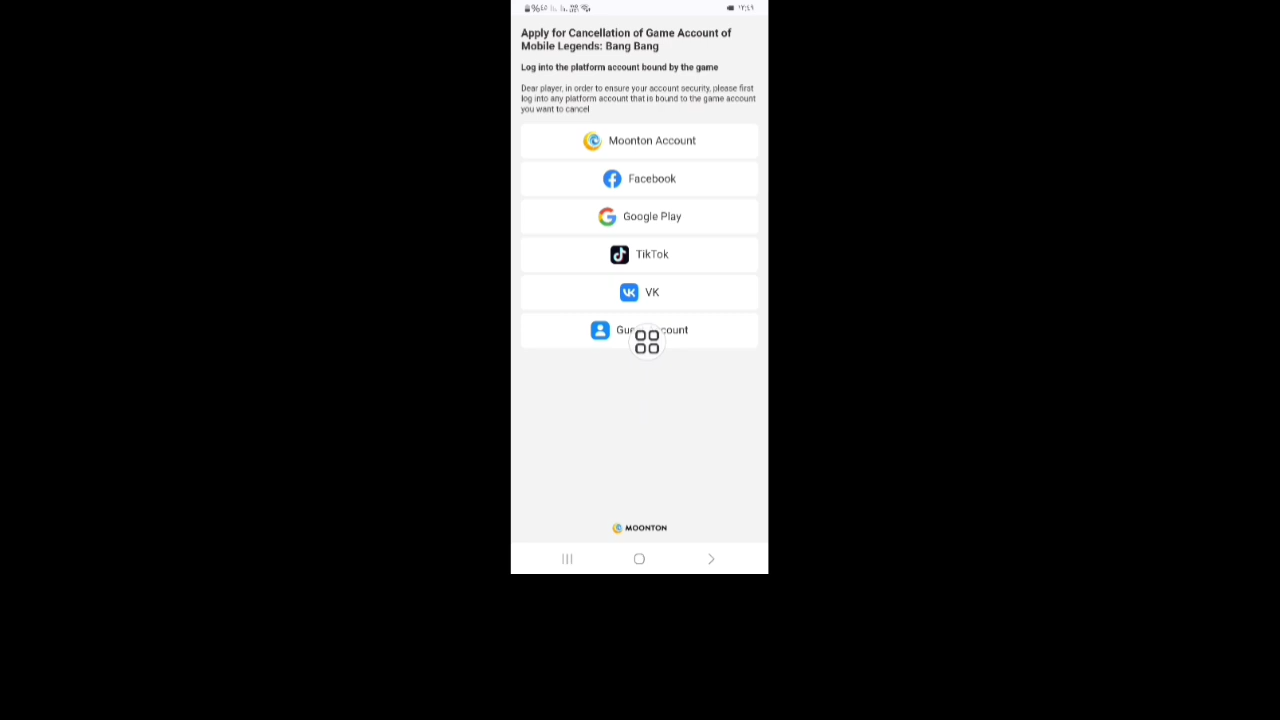 Apply for Cancellation of Game Account of
Mobile Legends: Bang Bang
Log into the platform account bound by the game
Dear player, in order to ensure your account security, please first
log into any platform account that is bound to the game account
you want to cancel
Moonton Account
Facebook
Google Play
TikTok
VK
MOONTON